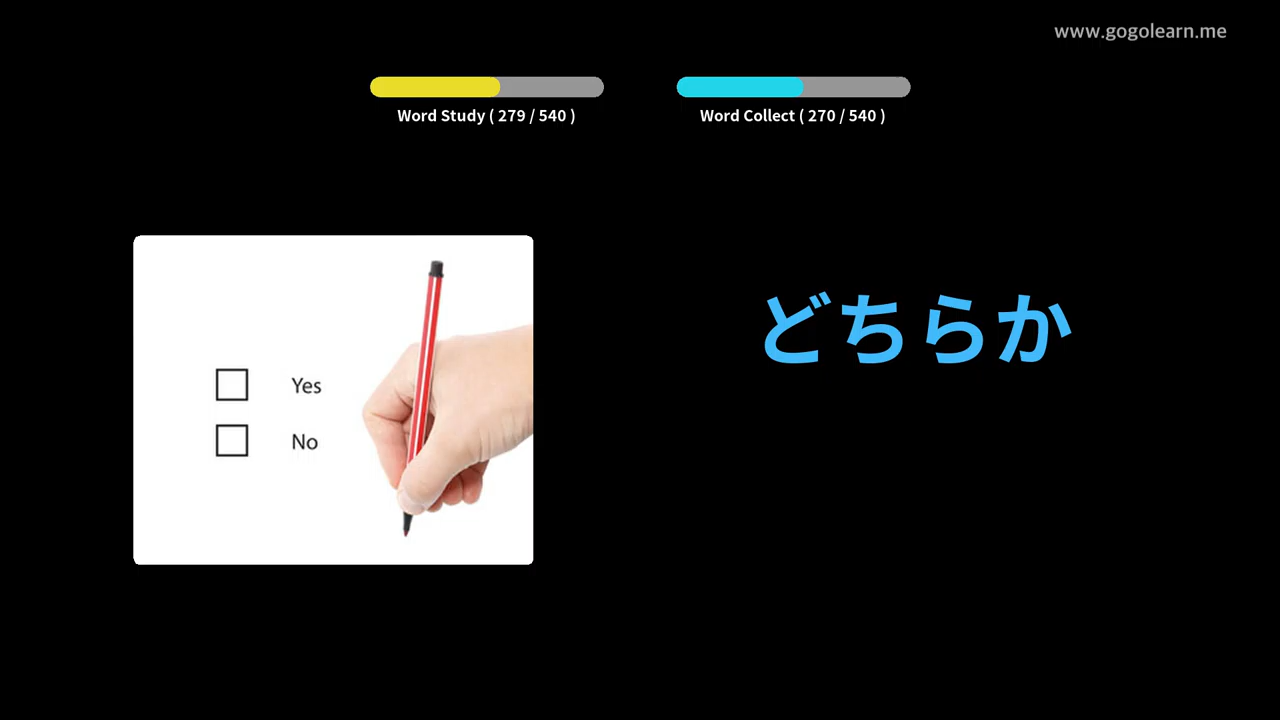 www.gogolearn.me
Word Study ( 279 / 540 )
Word Collect ( 270 / 540 )
Yes
No
どちらか